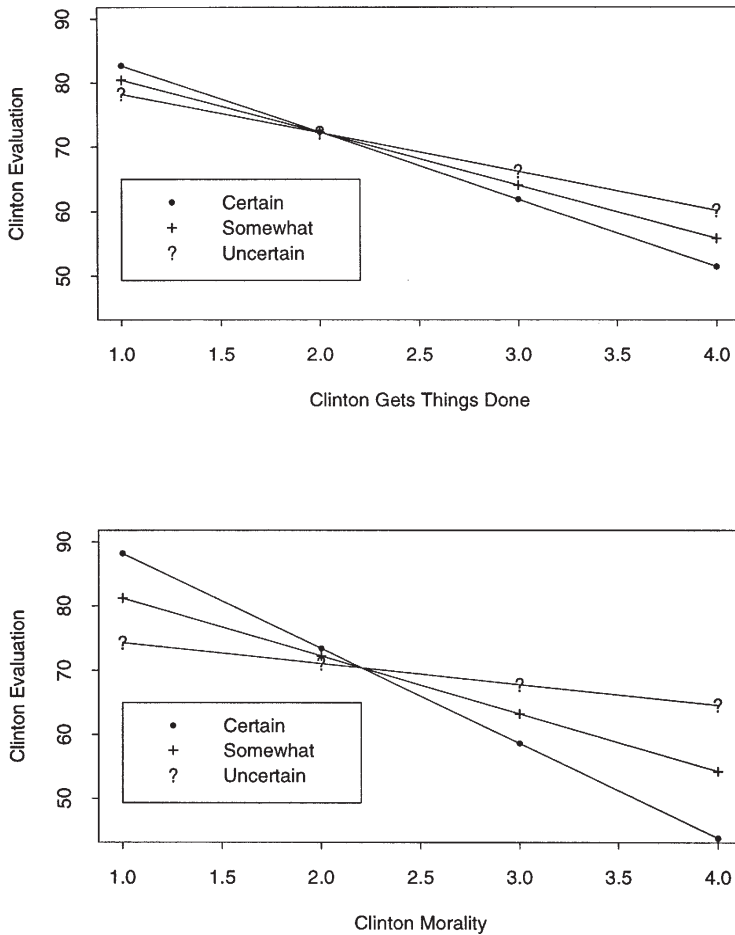 90
80
70
60
50
Clinton Evaluation
Certain
Somewhat
? Uncertain
1.0 1.5 2.0 2.5 3.0 3.5 4.0
Clinton Gets Things Done
90
80
70
60
50
Clinton Evaluation
Certain
Somewhat
? Uncertain
1.0 1.5 2.0 2.5 3.0 3.5 4.0
Clinton Morality